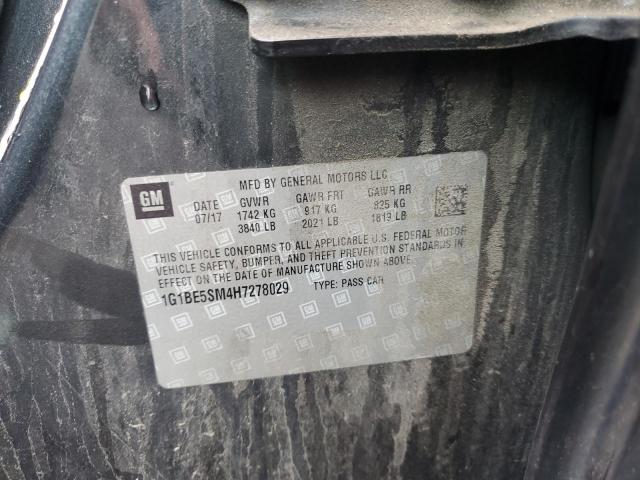 GM
MFD BY GENERAL MOTORS LLC
DATE GVWR GAWR FRT GAWR RR
07/17 1742 KG 917 KG 825 KG
3840 LB 2021 LB 1819 LB
THIS VEHICLE CONFORMS TO ALL APPLICABLE U.S. FEDERAL MOTOR
VEHICLE SAFETY, BUMPER, AND THEFT PREVENTION STANDARDS IN
EFFECT ON THE DATE OF MANUFACTURE SHOWN ABOVE.
1G1BE5SM4H7278029 TYPE: PASS CAR